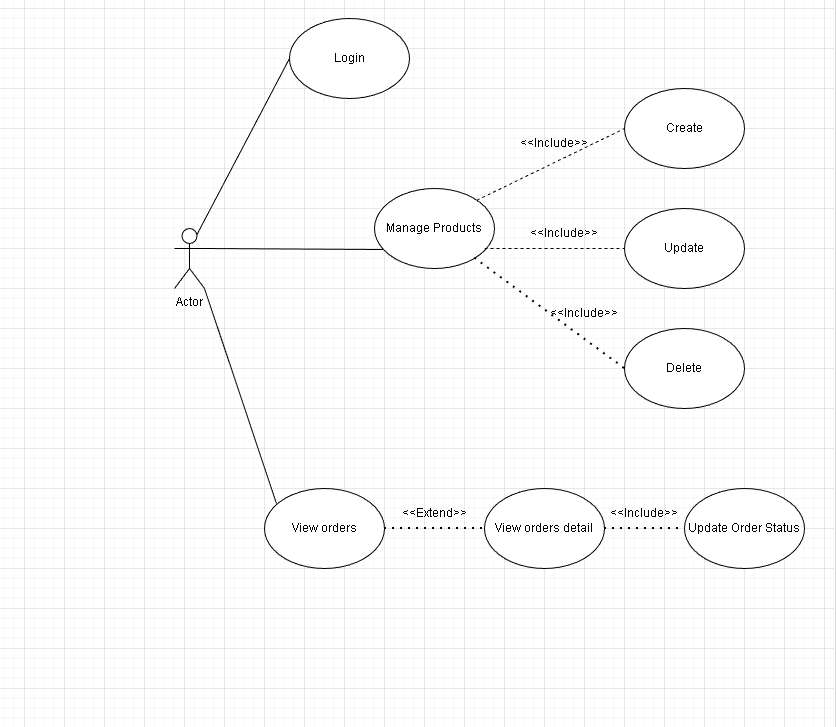 Login
Create
<<Include>>
Manage Products
<<Include>>
Update
Actor
<<Include>>
Delete
<<Extend>>
<<Include>>
View orders
View orders detail
Update Order Status